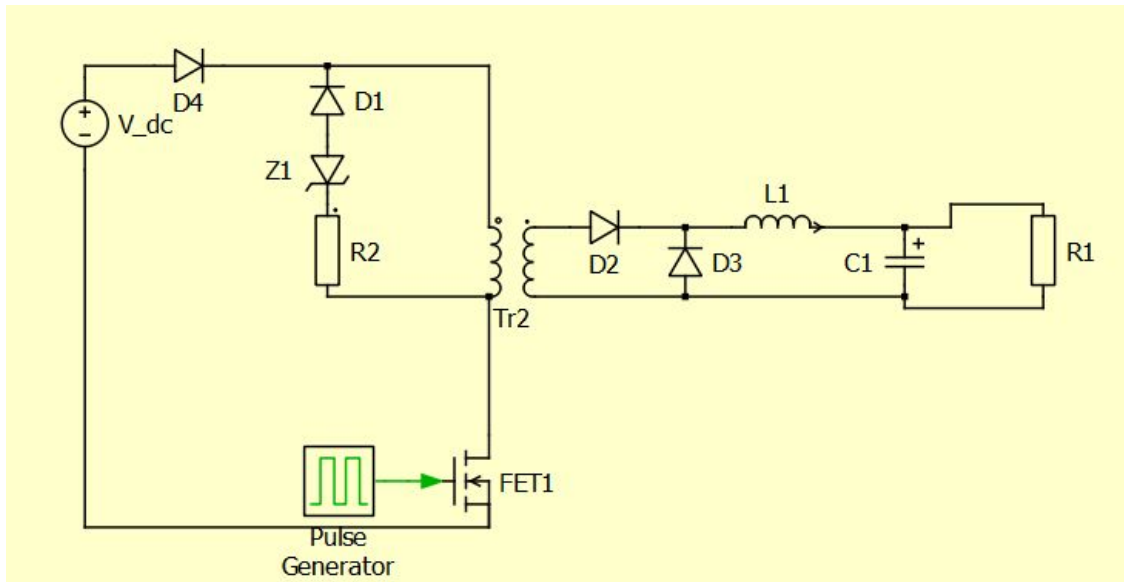 D4
D1
V_dc
Z1
R2
L1
D2
D3
C1
R1
Tr2
FET1
Pulse
Generator